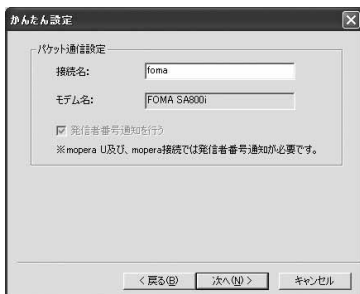 かんたん設定
パケット通信設定
接続名:
foma
モデム名:
FOMA SA800i
発信者番号通知を行う
※mopera U及び、mopera接続では発信者番号通知が必要です。
< 戻る(B)
次へ(N) >
キャンセル